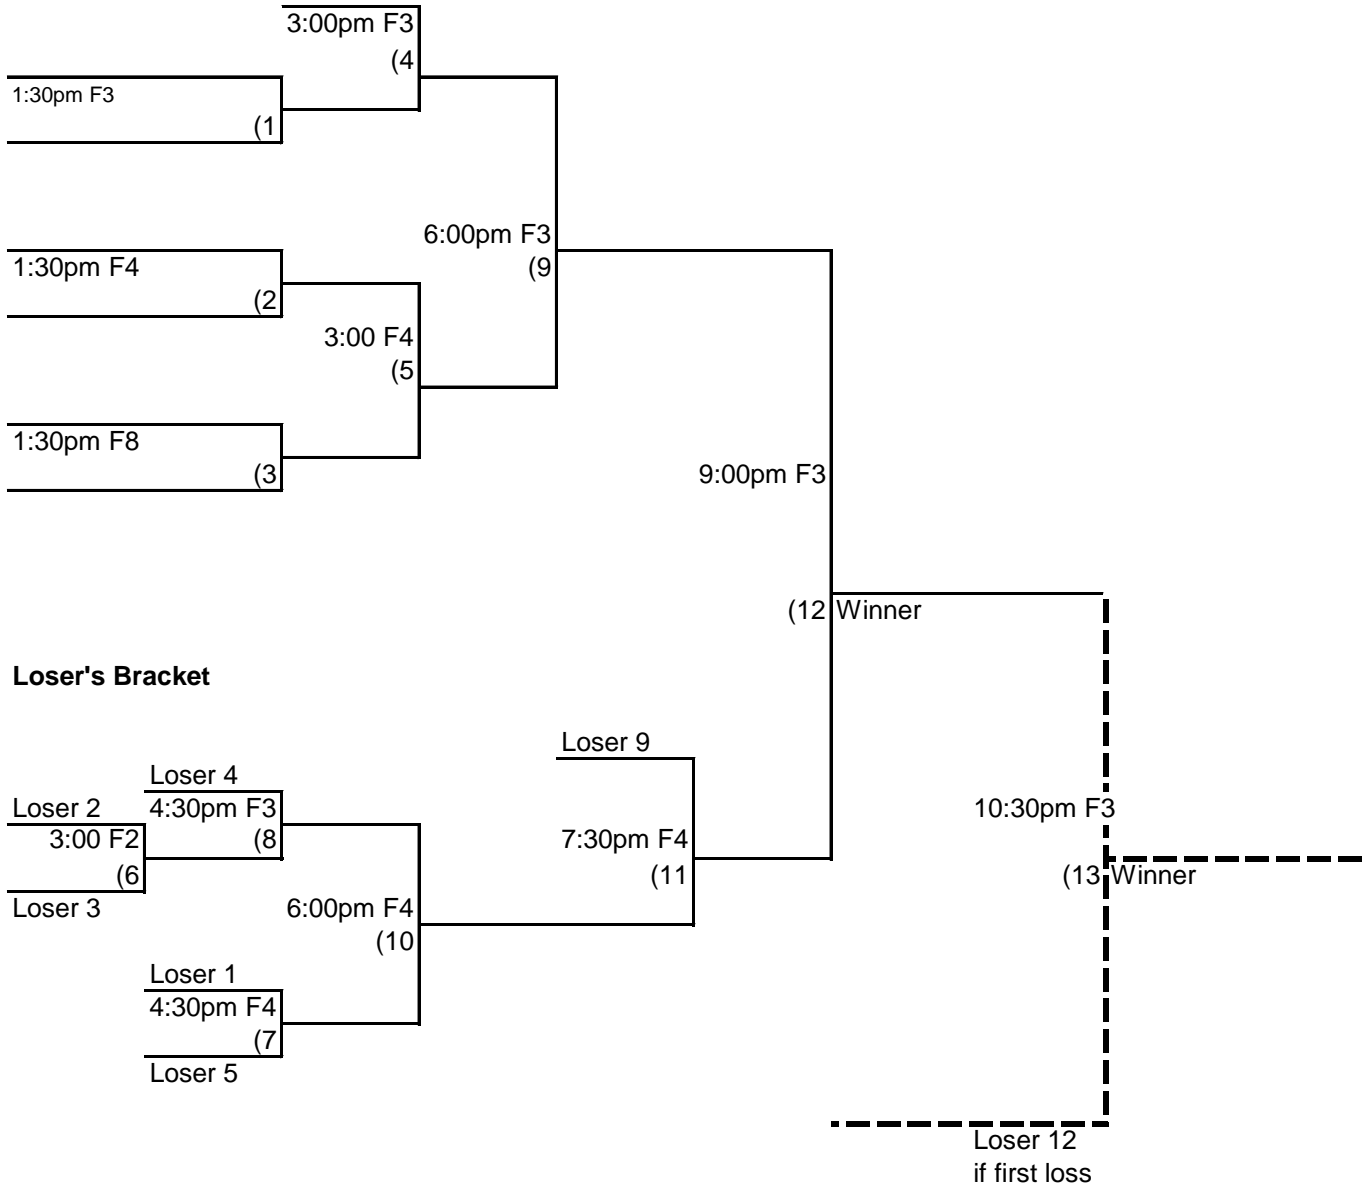 3:00pm F3
(4
1:30pm F3
(1
6:00pm F3
(9
1:30pm F4
(2
3:00 F4
(5
1:30pm F8
(3
9:00pm F3
(12 Winner
Loser's Bracket
Loser 9
Loser 4
Loser 2
4:30pm F3
(8
3:00 F2
(6
Loser 3
7:30pm F4
(11
10:30pm F3
(13 Winner
6:00pm F4
(10
Loser 1
4:30pm F4
(7
Loser 5
Loser 12
if first loss